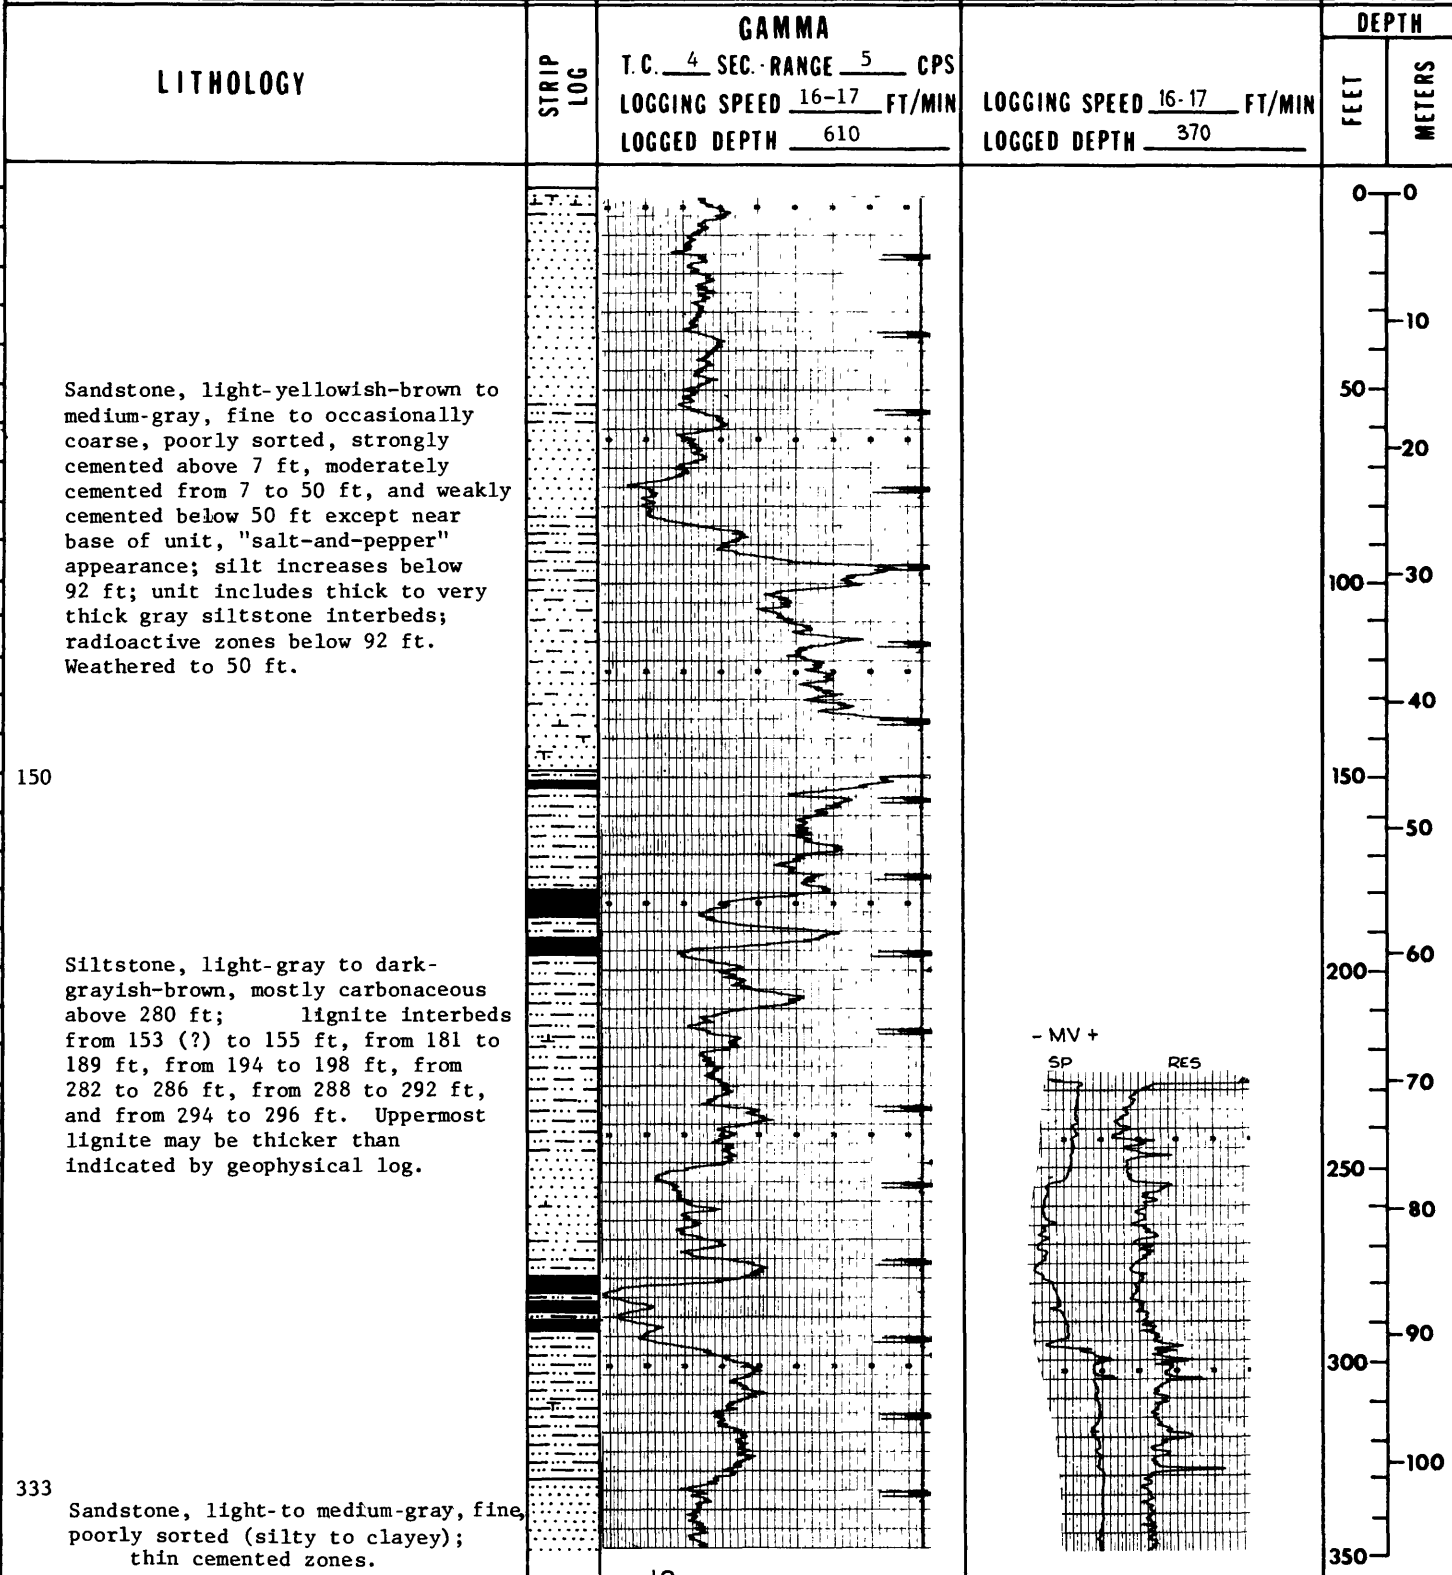 LITHOLOGY
STRIP LOG
GAMMA
T.C. 4 SEC.-RANGE 5 CPS
LOGGING SPEED 16-17 FT/MIN
LOGGED DEPTH 610
LOGGING SPEED 16-17 FT/MIN
LOGGED DEPTH 370
DEPTH
FEET
METERS
0 0
10
50
20
100 30
40
150
50
60
200
70
250
80
90
300
100
350
Sandstone, light-yellowish-brown to
medium-gray, fine to occasionally
coarse, poorly sorted, strongly
cemented above 7 ft, moderately
cemented from 7 to 50 ft, and weakly
cemented below 50 ft except near
base of unit, "salt-and-pepper"
appearance; silt increases below
92 ft; unit includes thick to very
thick gray siltstone interbeds;
radioactive zones below 92 ft.
Weathered to 50 ft.
150
Siltstone, light-gray to dark-
grayish-brown, mostly carbonaceous
above 280 ft; lignite interbeds
from 153 (?) to 155 ft, from 181 to
189 ft, from 194 to 198 ft, from
282 to 286 ft, from 288 to 292 ft,
and from 294 to 296 ft. Uppermost
lignite may be thicker than
indicated by geophysical log.
- MV +
SP RES
333
Sandstone, light-to medium-gray, fine,
poorly sorted (silty to clayey);
thin cemented zones.